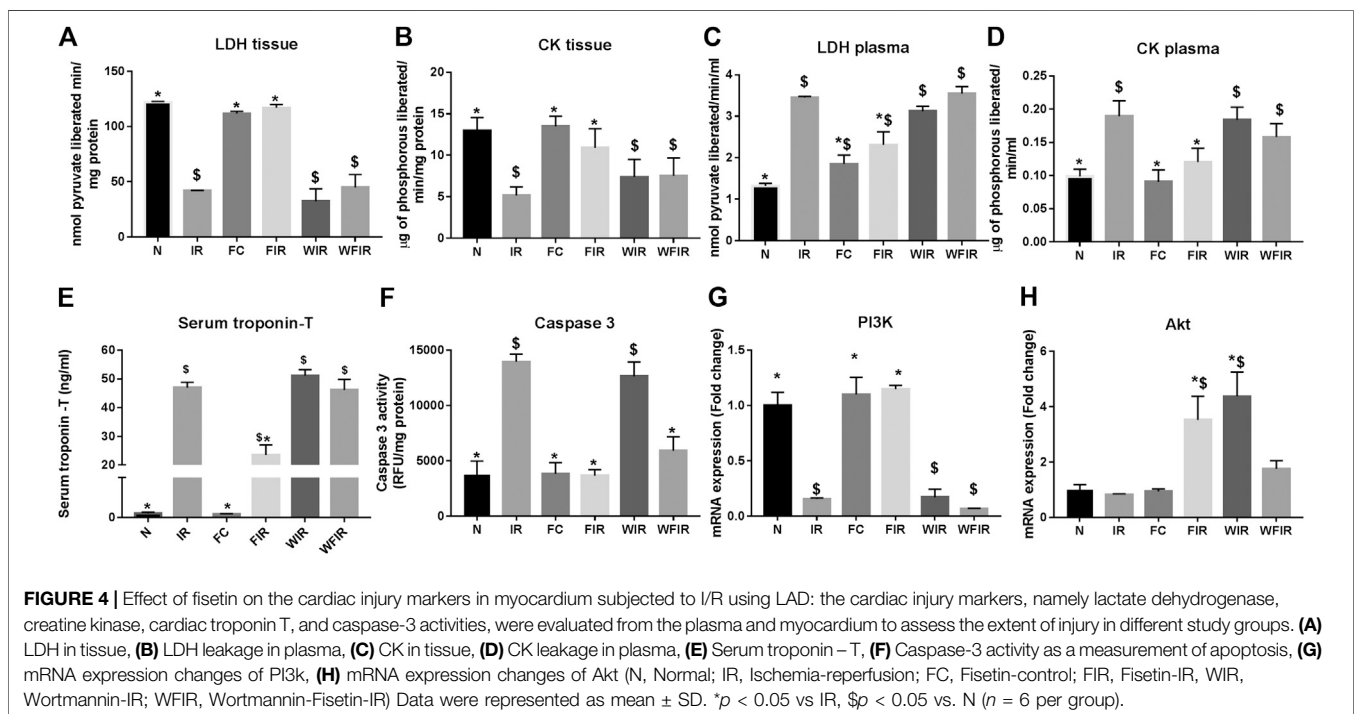 A
LDH tissue
nmol pyruvate liberated min/
mg protein
150
100
50
0
*
$
*
*
$
$
N IR FC FIR WIR WFIR
B
CK tissue
µg of phosphorous liberated/
min/mg protein
20
15
10
5
0
*
$
*
*
$
$
N IR FC FIR WIR WFIR
C
LDH plasma
nmol pyruvate liberated/min/ml
4
3
2
1
0
*
$
*$
*$
$
$
N IR FC FIR WIR WFIR
D
CK plasma
µg of phosphorous liberated/
min/ml
0.25
0.20
0.15
0.10
0.05
0.00
*
$
*
*
$
$
N IR FC FIR WIR WFIR
E
Serum troponin-T
Serum troponin -T (ng/ml)
60
50
40
30
20
5
0
*
$
*
$*
$
$
N IR FC FIR WIR WFIR
F
Caspase 3
Caspase 3 activity
(RFU/mg protein)
15000
10000
5000
0
*
$
*
*
$
*
N IR FC FIR WIR WFIR
G
PI3K
mRNA expression (Fold change)
1.5
1.0
0.5
0.0
*
$
*
*
$
$
N IR FC FIR WIR WFIR
H
Akt
mRNA expression (Fold change)
6
4
2
0
*$
*$
N IR FC FIR WIR WFIR
FIGURE 4 | Effect of fisetin on the cardiac injury markers in myocardium subjected to I/R using LAD: the cardiac injury markers, namely lactate dehydrogenase,
creatine kinase, cardiac troponin T, and caspase-3 activities, were evaluated from the plasma and myocardium to assess the extent of injury in different study groups. (A)
LDH in tissue, (B) LDH leakage in plasma, (C) CK in tissue, (D) CK leakage in plasma, (E) Serum troponin – T, (F) Caspase-3 activity as a measurement of apoptosis, (G)
mRNA expression changes of PI3k, (H) mRNA expression changes of Akt (N, Normal; IR, Ischemia-reperfusion; FC, Fisetin-control; FIR, Fisetin-IR, WIR,
Wortmannin-IR; WFIR, Wortmannin-Fisetin-IR) Data were represented as mean ± SD. *p < 0.05 vs IR, $p < 0.05 vs. N (n = 6 per group).